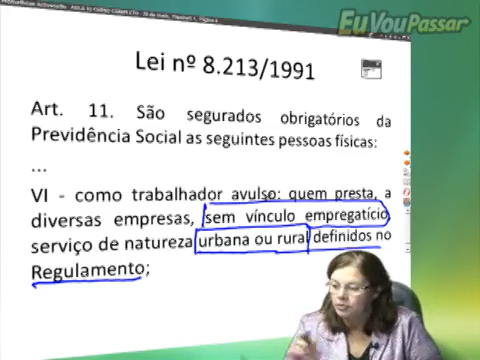 EuVouPassar
Lei nº 8.213/1991
Art. 11. São segurados obrigatórios da
Previdência Social as seguintes pessoas físicas:
...
VI - como trabalhador avulso: quem presta, a
diversas empresas, sem vínculo empregatício,
serviço de natureza urbana ou rural definidos no
Regulamento;